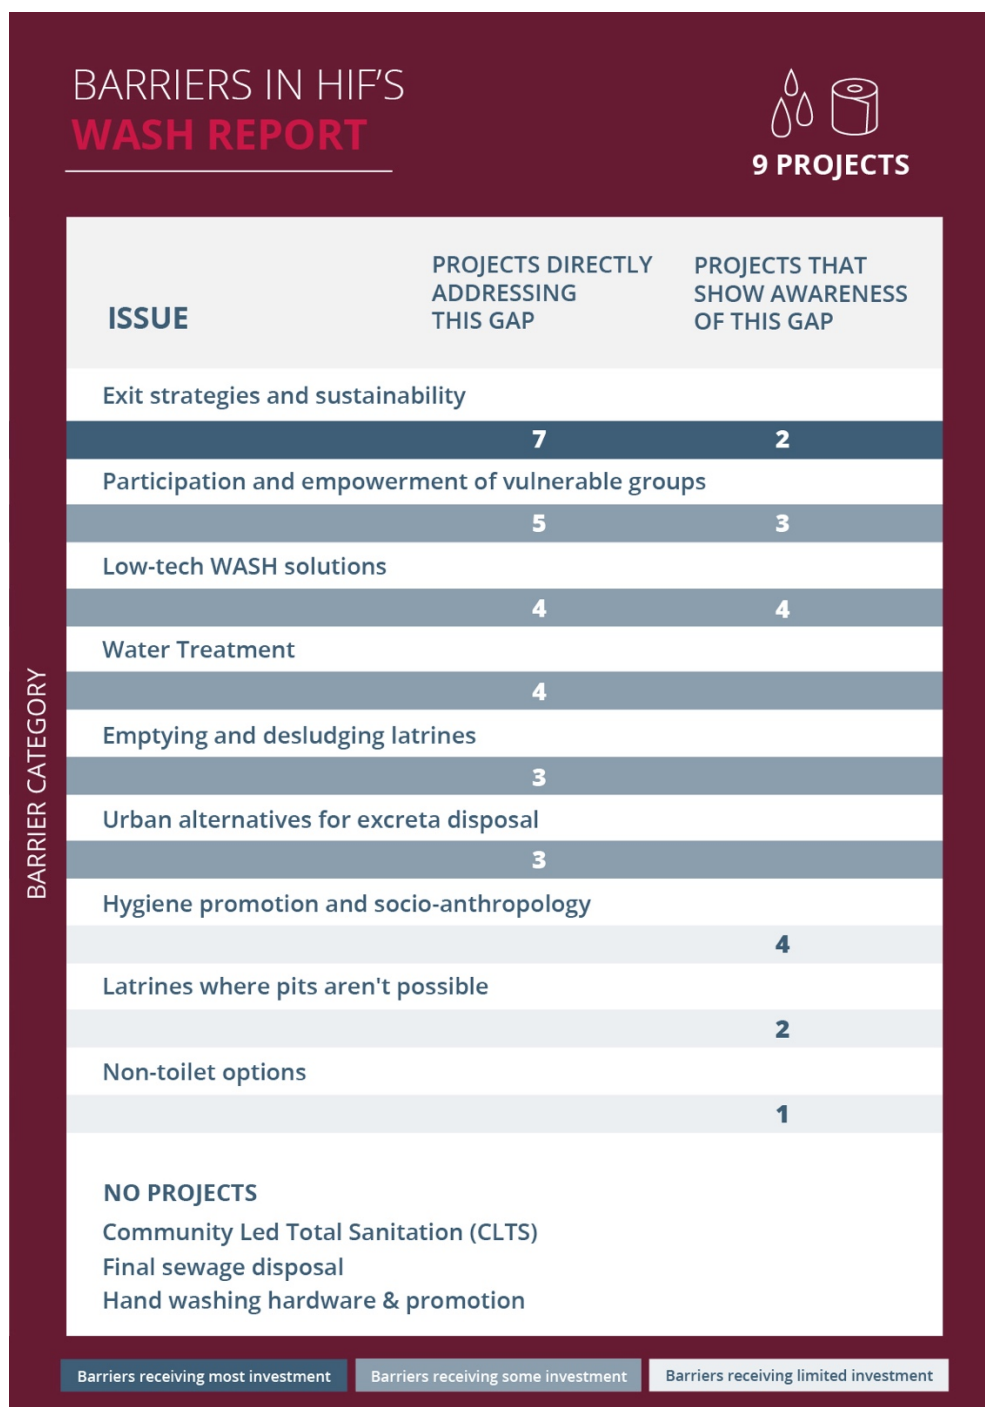 BARRIERS IN HIF'S
WASH REPORT
9 PROJECTS
ISSUE
PROJECTS DIRECTLY
ADDRESSING
THIS GAP
PROJECTS THAT
SHOW AWARENESS
OF THIS GAP
BARRIER CATEGORY
Exit strategies and sustainability
7 2
Participation and empowerment of vulnerable groups
5 3
Low-tech WASH solutions
4 4
Water Treatment
4
Emptying and desludging latrines
3
Urban alternatives for excreta disposal
3
Hygiene promotion and socio-anthropology
4
Latrines where pits aren't possible
2
Non-toilet options
1
NO PROJECTS
Community Led Total Sanitation (CLTS)
Final sewage disposal
Hand washing hardware & promotion
Barriers receiving most investment
Barriers receiving some investment
Barriers receiving limited investment